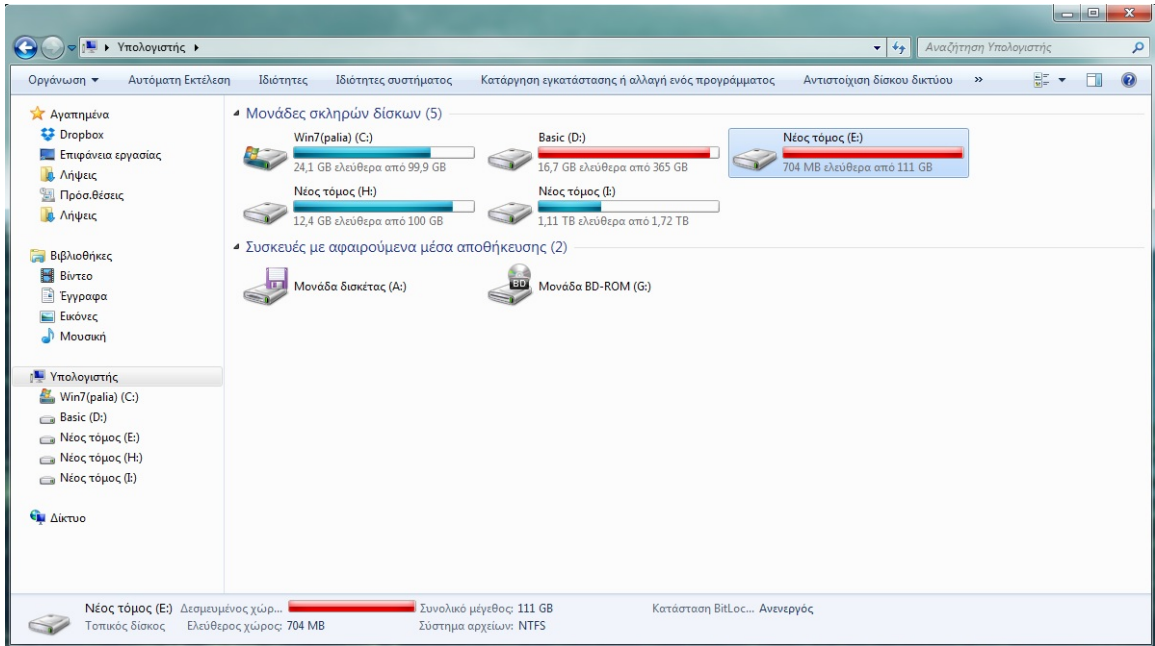 Υπολογιστής
Αναζήτηση Υπολογιστής
Οργάνωση Αυτόματη Εκτέλεση Ιδιότητες Ιδιότητες συστήματος Κατάργηση εγκατάστασης ή αλλαγή ενός προγράμματος Αντιστοίχιση δίσκου δικτύου »
Αγαπημένα
Dropbox
Επιφάνεια εργασίας
Λήψεις
Πρόσ.θέσεις
Λήψεις
Βιβλιοθήκες
Βίντεο
Έγγραφα
Εικόνες
Μουσική
Υπολογιστής
Win7(palia) (C:)
Basic (D:)
Νέος τόμος (E:)
Νέος τόμος (H:)
Νέος τόμος (I:)
Δίκτυο
Μονάδες σκληρών δίσκων (5)
Win7(palia) (C:)
24,1 GB ελεύθερα από 99,9 GB
Basic (D:)
16,7 GB ελεύθερα από 365 GB
Νέος τόμος (E:)
704 MB ελεύθερα από 111 GB
Νέος τόμος (H:)
12,4 GB ελεύθερα από 100 GB
Νέος τόμος (I:)
1,11 TB ελεύθερα από 1,72 TB
Συσκευές με αφαιρούμενα μέσα αποθήκευσης (2)
Μονάδα δισκέτας (A:)
BD
Μονάδα BD-ROM (G:)
Νέος τόμος (E:) Δεσμευμένος χώρ... Συνολικό μέγεθος: 111 GB Κατάσταση BitLoc... Ανενεργός
Τοπικός δίσκος Ελεύθερος χώρος: 704 MB Σύστημα αρχείων: NTFS